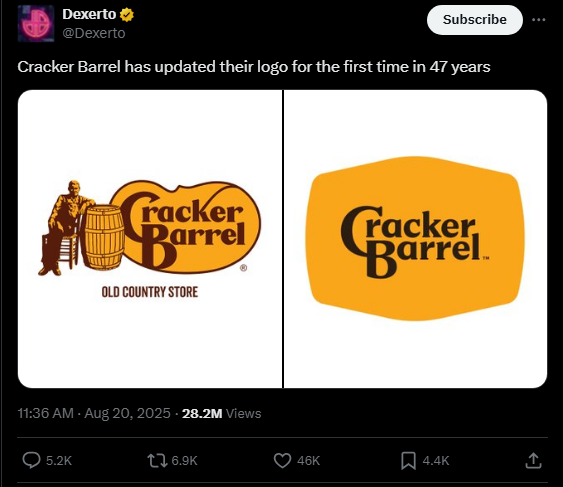 Dexerto
@Dexerto
Subscribe
Cracker Barrel has updated their logo for the first time in 47 years
Cracker
Barrel
®
OLD COUNTRY STORE
Cracker
Barrel
™
11:36 AM · Aug 20, 2025 · 28.2M Views
5.2K
6.9K
46K
4.4K